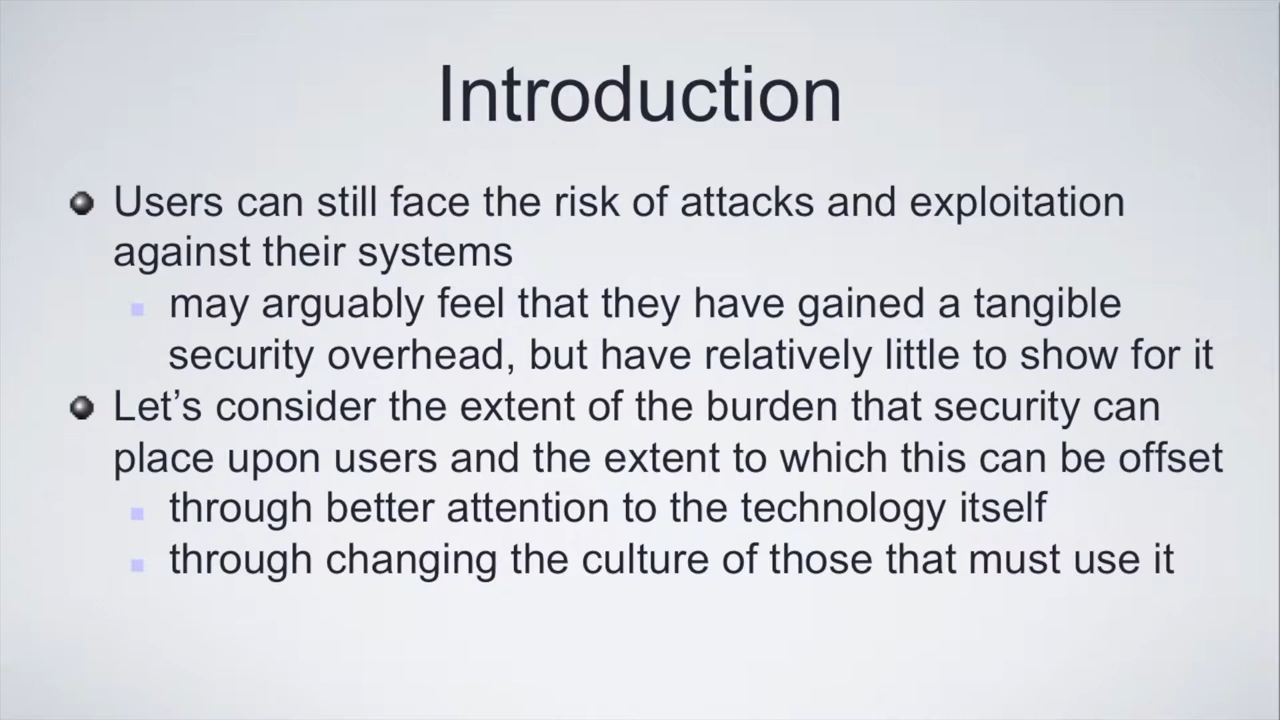 Introduction
Users can still face the risk of attacks and exploitation
against their systems
may arguably feel that they have gained a tangible
security overhead, but have relatively little to show for it
Let’s consider the extent of the burden that security can
place upon users and the extent to which this can be offset
through better attention to the technology itself
through changing the culture of those that must use it